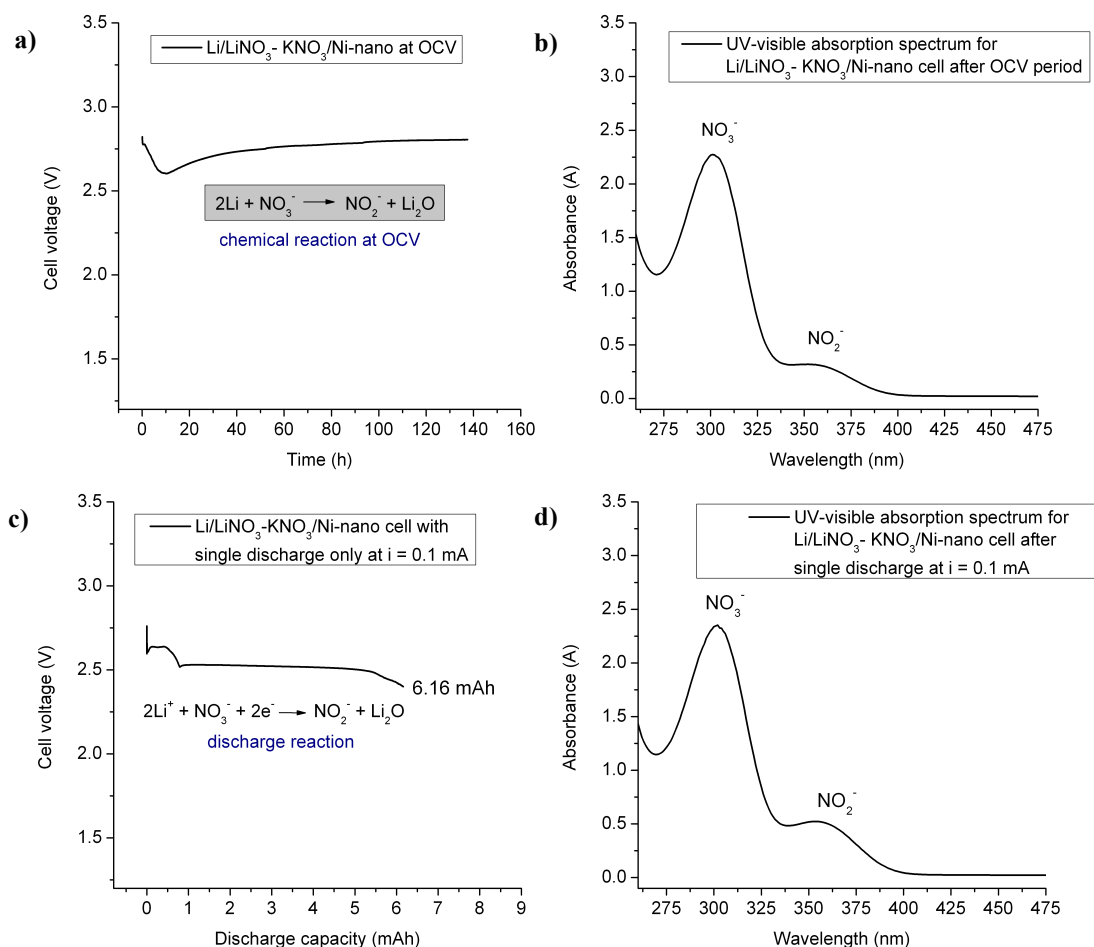 a)
Li/LiNO₃- KNO₃/Ni-nano at OCV
3.5
3.0
2.5
2.0
1.5
Cell voltage (V)
2Li + NO₃⁻ ⟶ NO₂⁻ + Li₂O
chemical reaction at OCV
0 20 40 60 80 100 120 140 160
Time (h)
b)
UV-visible absorption spectrum for
Li/LiNO₃- KNO₃/Ni-nano cell after OCV period
3.5
3.0
2.5
2.0
1.5
1.0
0.5
0.0
Absorbance (A)
NO₃⁻
NO₂⁻
275 300 325 350 375 400 425 450 475
Wavelength (nm)
c)
Li/LiNO₃-KNO₃/Ni-nano cell with
single discharge only at i = 0.1 mA
3.5
3.0
2.5
2.0
1.5
Cell voltage (V)
6.16 mAh
2Li⁺ + NO₃⁻ + 2e⁻ ⟶ NO₂⁻ + Li₂O
discharge reaction
0 1 2 3 4 5 6 7 8 9
Discharge capacity (mAh)
d)
UV-visible absorption spectrum for
Li/LiNO₃- KNO₃/Ni-nano cell after
single discharge at i = 0.1 mA
3.5
3.0
2.5
2.0
1.5
1.0
0.5
0.0
Absorbance (A)
NO₃⁻
NO₂⁻
275 300 325 350 375 400 425 450 475
Wavelength (nm)